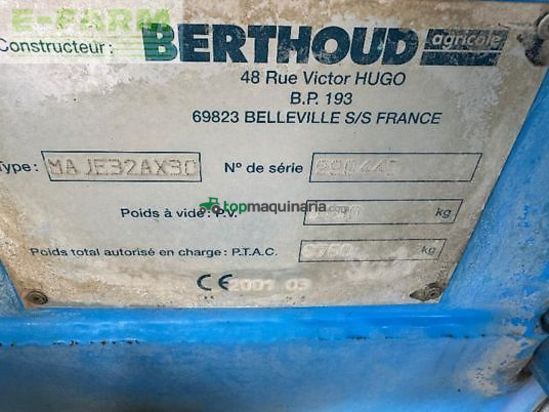 E-FARM
Constructeur: BERTHOUD agricole
48 Rue Victor HUGO
B.P. 193
69823 BELLEVILLE S/S FRANCE
Type: MAJE32AX30 N° de série:
topmaquinaria.com
Poids à vide: P.V. kg
Poids total autorisé en charge: P.T.A.C. kg
CE 2001 03